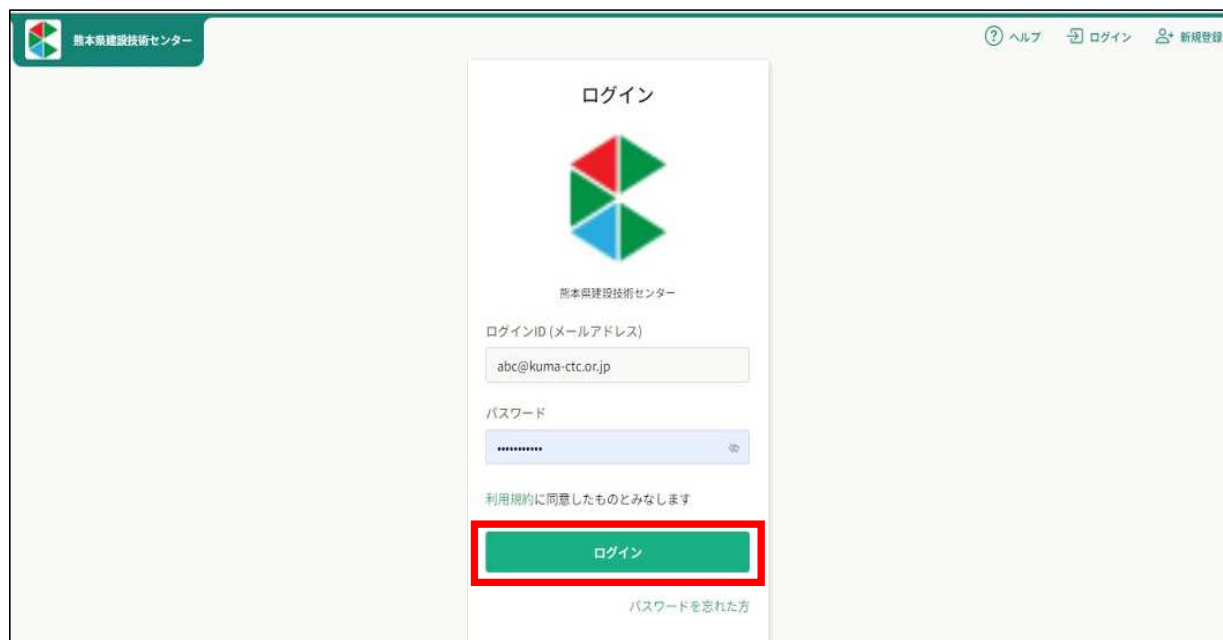 熊本県建設技術センター
ヘルプ
ログイン
新規登録
ログイン
熊本県建設技術センター
ログインID (メールアドレス)
abc@kuma-ctc.or.jp
パスワード
•••••••••••
利用規約に同意したものとみなします
ログイン
パスワードを忘れた方